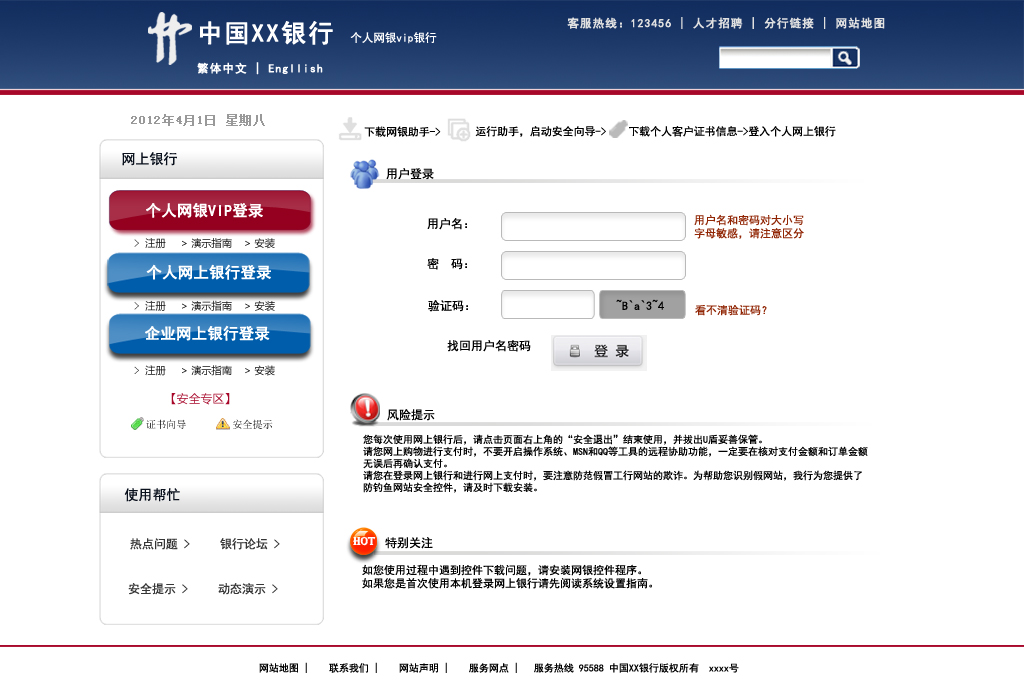 中国XX银行 个人网银vip银行
繁体中文 | Engllish
客服热线：123456 | 人才招聘 | 分行链接 | 网站地图
2012年4月1日 星期八
下载网银助手-> 运行助手，启动安全向导-> 下载个人客户证书信息->登入个人网上银行
网上银行
个人网银VIP登录
> 注册 > 演示指南 > 安装
个人网上银行登录
> 注册 > 演示指南 > 安装
企业网上银行登录
> 注册 > 演示指南 > 安装
【安全专区】
证书向导 安全提示
使用帮忙
热点问题 > 银行论坛 >
安全提示 > 动态演示 >
用户登录
用户名：
用户名和密码对大小写
字母敏感，请注意区分
密 码：
验证码：
~B`a`3~4
看不清验证码？
找回用户名密码
登 录
风险提示
您每次使用网上银行后，请点击页面右上角的“安全退出”结束使用，并拔出U盾妥善保管。
请您网上购物进行支付时，不要开启操作系统、MSN和QQ等工具的远程协助功能，一定要在核对支付金额和订单金额
无误后再确认支付。
请您在登录网上银行和进行网上支付时，要注意防范假冒工行网站的欺诈。为帮助您识别假网站，我行为您提供了
防钓鱼网站安全控件，请及时下载安装。
HOT
特别关注
如您使用过程中遇到控件下载问题，请安装网银控件程序。
如果您是首次使用本机登录网上银行请先阅读系统设置指南。
网站地图 | 联系我们 | 网站声明 | 服务网点 | 服务热线 95588 中国XX银行版权所有 xxxx号